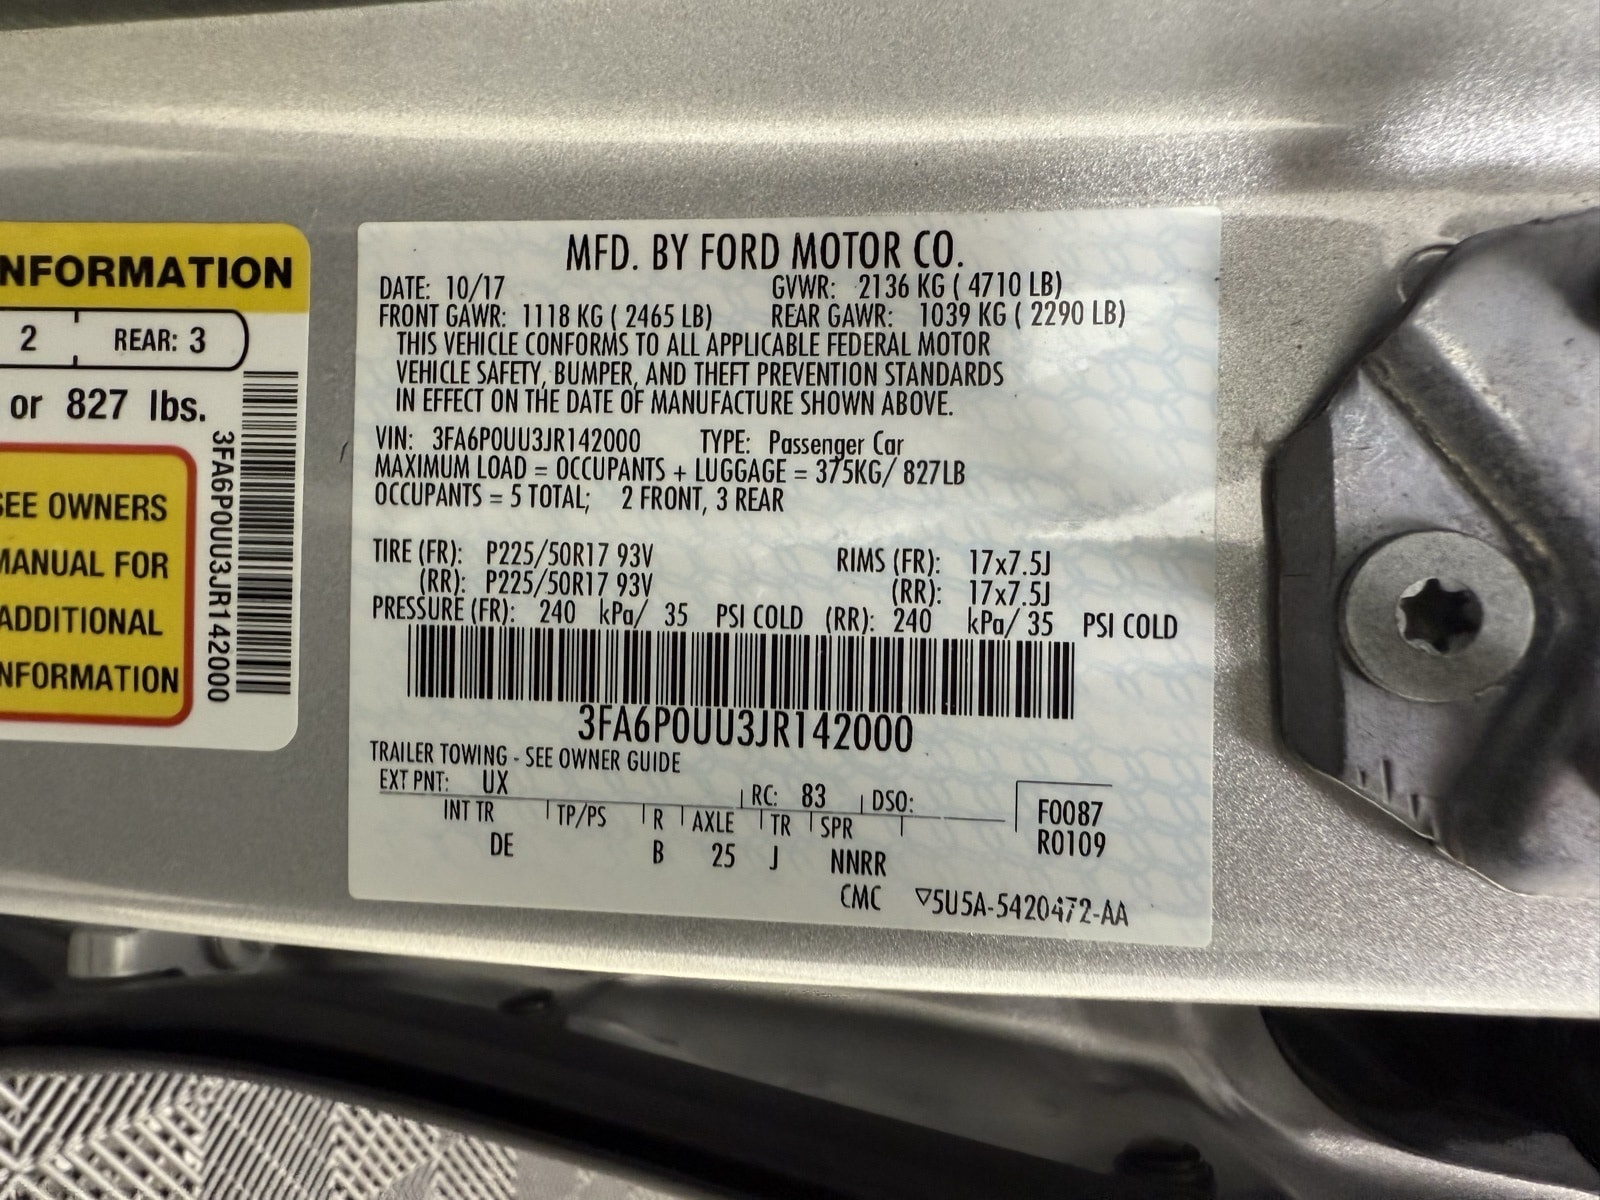 NFORMATION
2 REAR: 3
or 827 lbs.
SEE OWNERS
MANUAL FOR
ADDITIONAL
NFORMATION
3FA6P0UU3JR142000
MFD. BY FORD MOTOR CO.
DATE: 10/17 GVWR: 2136 KG ( 4710 LB)
FRONT GAWR: 1118 KG ( 2465 LB) REAR GAWR: 1039 KG ( 2290 LB)
THIS VEHICLE CONFORMS TO ALL APPLICABLE FEDERAL MOTOR
VEHICLE SAFETY, BUMPER, AND THEFT PREVENTION STANDARDS
IN EFFECT ON THE DATE OF MANUFACTURE SHOWN ABOVE.
VIN: 3FA6P0UU3JR142000 TYPE: Passenger Car
MAXIMUM LOAD = OCCUPANTS + LUGGAGE = 375KG/ 827LB
OCCUPANTS = 5 TOTAL; 2 FRONT, 3 REAR
TIRE (FR): P225/50R17 93V RIMS (FR): 17x7.5J
(RR): P225/50R17 93V (RR): 17x7.5J
PRESSURE (FR): 240 kPa/ 35 PSI COLD (RR): 240 kPa/ 35 PSI COLD
3FA6P0UU3JR142000
TRAILER TOWING - SEE OWNER GUIDE
EXT PNT: UX RC: 83 DSO:
INT TR TP/PS R AXLE TR SPR F0087
DE B 25 J NNRR R0109
CMC ▽5U5A-5420472-AA